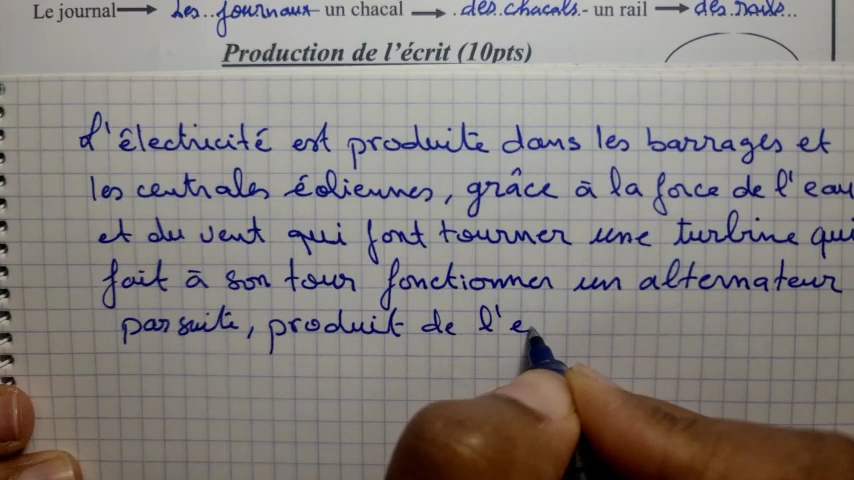 Le journal → Les journaux - un chacal → des chacals. - un rail → des rails...
Production de l'écrit (10pts)
L'électricité est produite dans les barrages et
les centrales éoliennes, grâce à la force de l'eau
et du vent qui font tourner une turbine qui
fait à son tour fonctionner un alternateur
par suite, produit de l'e